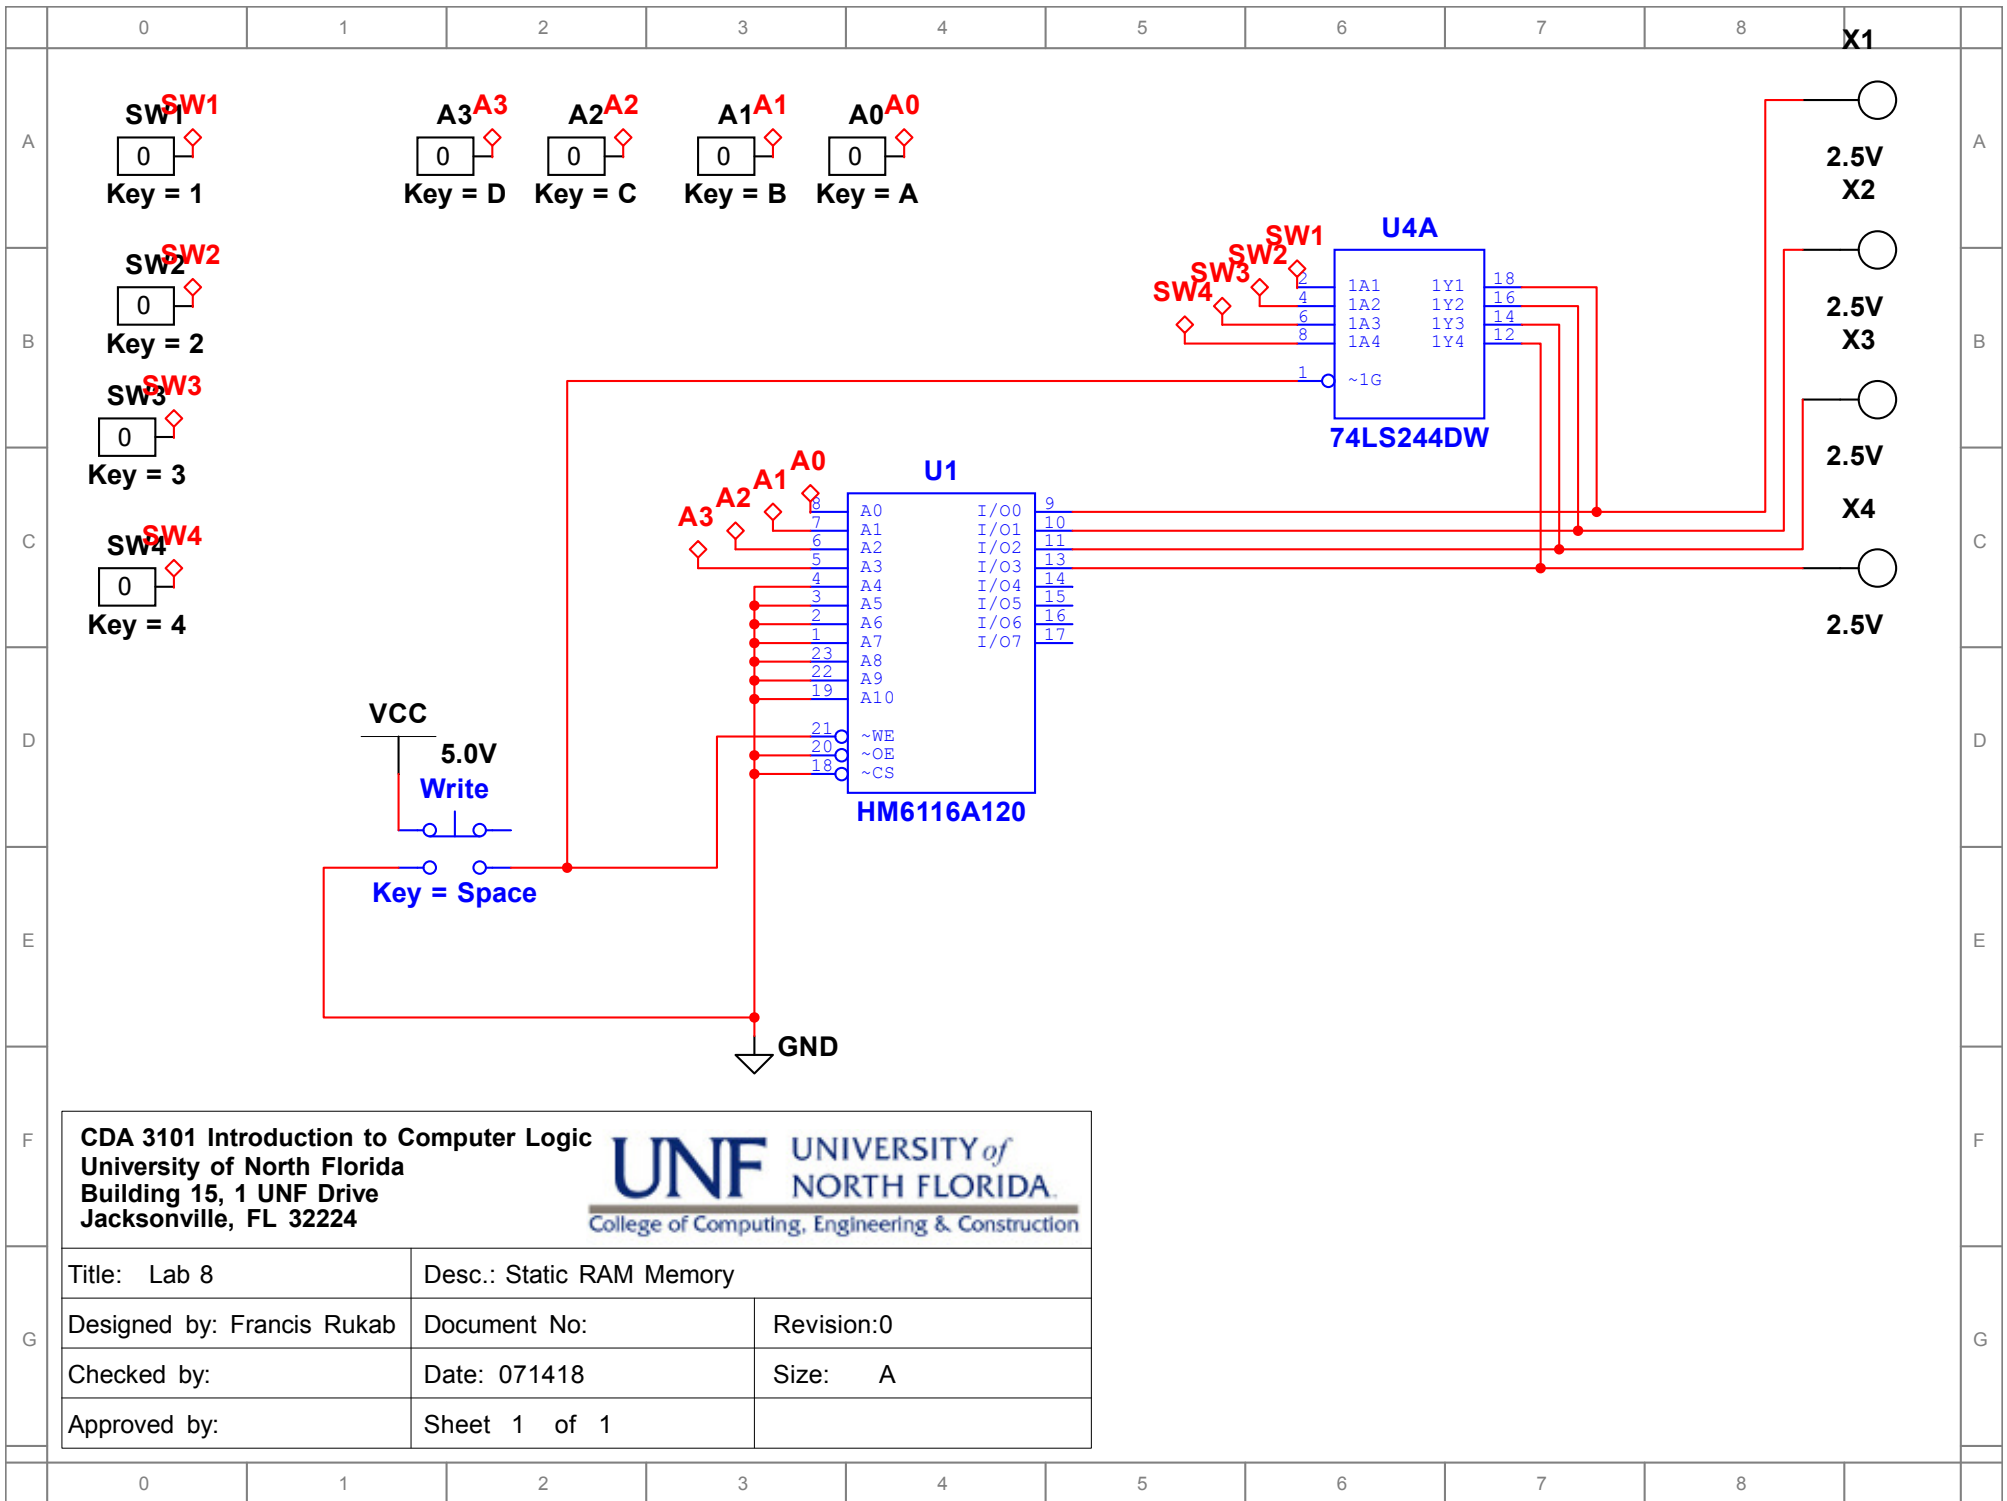 0 1 2 3 4 5 6 7 8
X1
A A
SW1 SW1
0
Key = 1
A3 A3
0
Key = D
A2 A2
0
Key = C
A1 A1
0
Key = B
A0 A0
0
Key = A
2.5V
X2
SW2 SW2
0
Key = 2
B B
2.5V
X3
SW3 SW3
0
Key = 3
2.5V
X4
SW4 SW4
0
Key = 4
2.5V
C C
U4A
SW1
SW2
SW3
SW4
2 1A1 1Y1 18
4 1A2 1Y2 16
6 1A3 1Y3 14
8 1A4 1Y4 12
1 ~1G
74LS244DW
U1
A0
A1
A2
A3
8 A0 I/O0 9
7 A1 I/O1 10
6 A2 I/O2 11
5 A3 I/O3 13
4 A4 I/O4 14
3 A5 I/O5 15
2 A6 I/O6 16
1 A7 I/O7 17
23 A8
22 A9
19 A10
21 ~WE
20 ~OE
18 ~CS
HM6116A120
D D
VCC
5.0V
Write
Key = Space
E E
GND
F F
CDA 3101 Introduction to Computer Logic
University of North Florida
Building 15, 1 UNF Drive
Jacksonville, FL 32224
UNF UNIVERSITY of
NORTH FLORIDA.
College of Computing, Engineering & Construction
Title: Lab 8 Desc.: Static RAM Memory
G G
Designed by: Francis Rukab Document No: Revision:0
Checked by: Date: 071418 Size: A
Approved by: Sheet 1 of 1
0 1 2 3 4 5 6 7 8